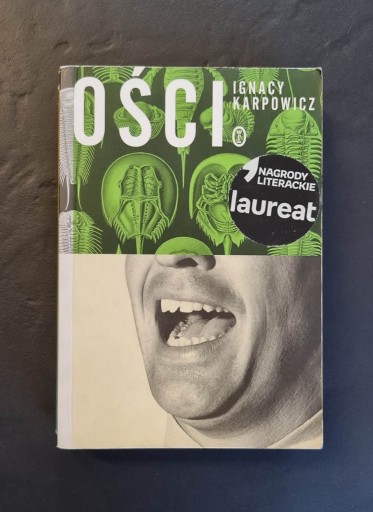 OŚCI
IGNACY
KARPOWICZ
NAGRODY
LITERACKIE
laureat